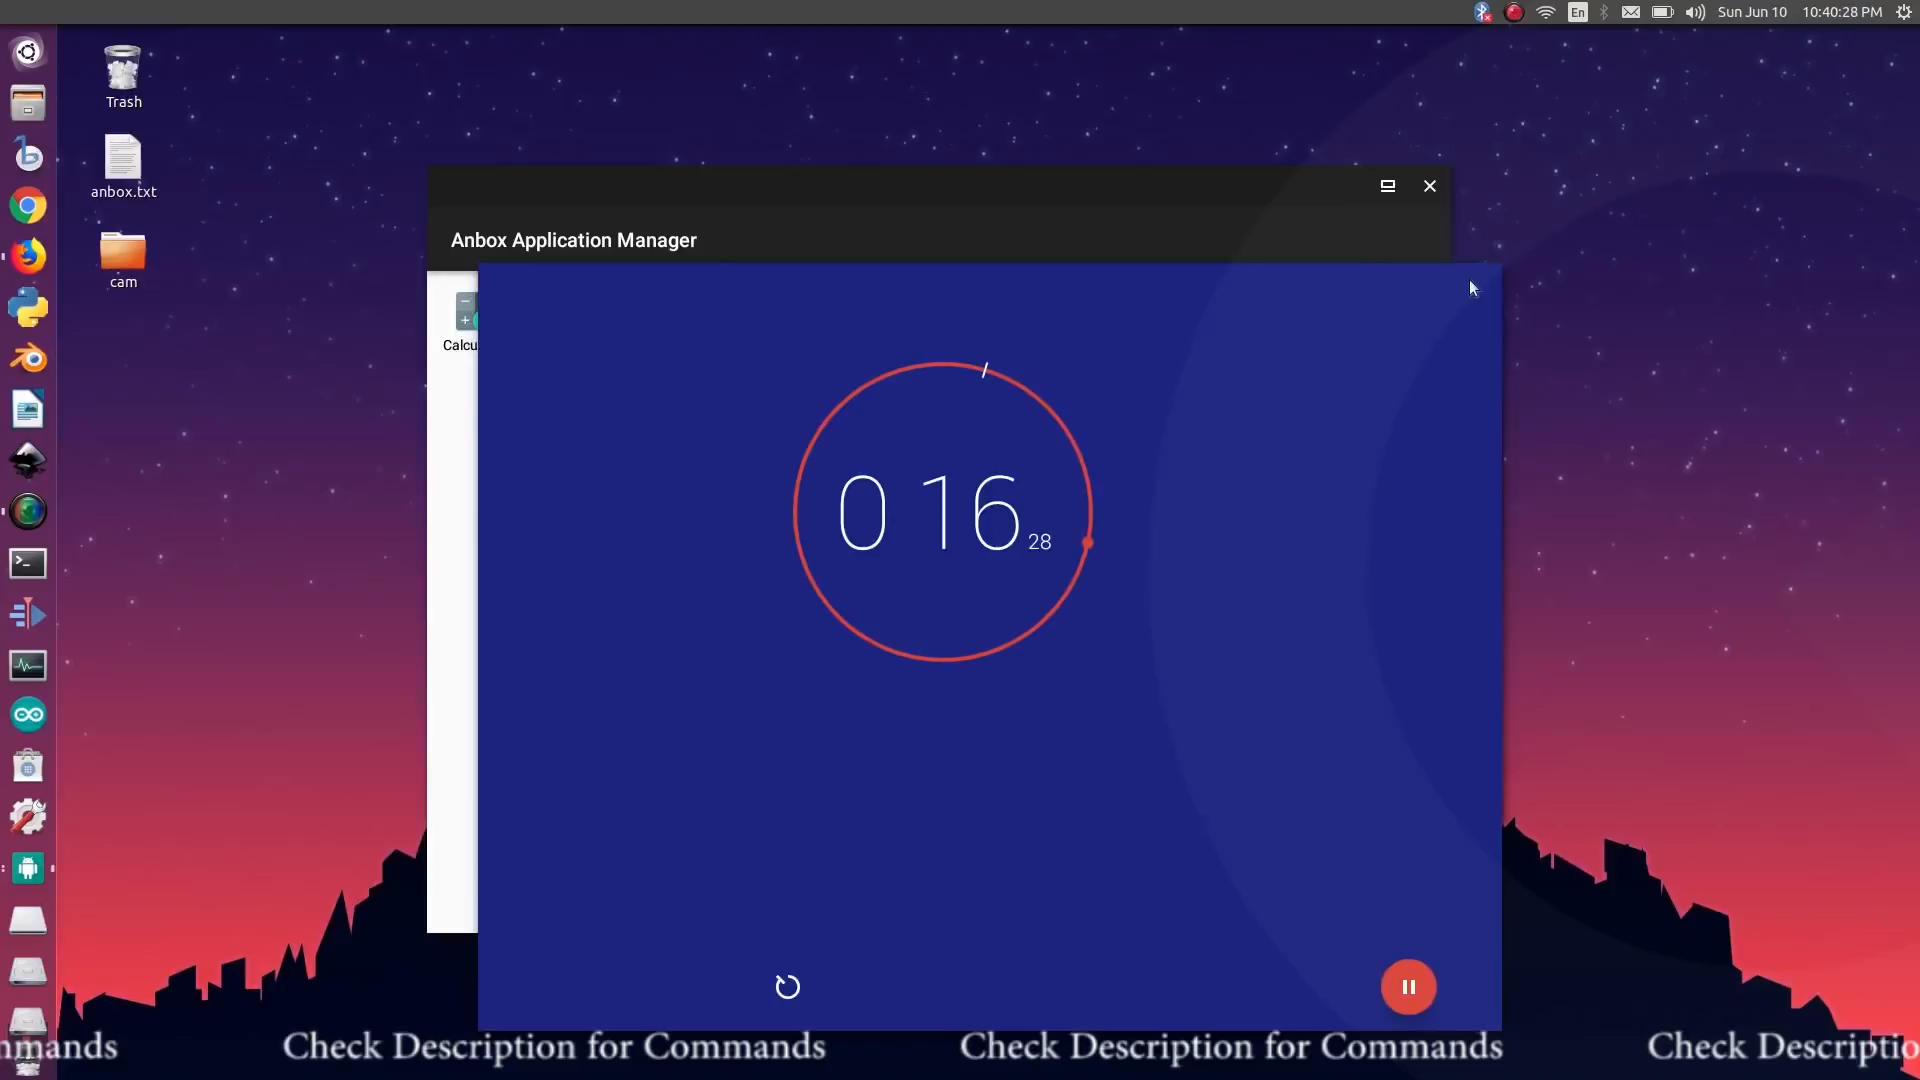 En
Sun Jun 10 10:40:28 PM
Trash
anbox.txt
cam
Anbox Application Manager
Calcu
0 16 28
mmands Check Description for Commands Check Description for Commands Check Descriptio